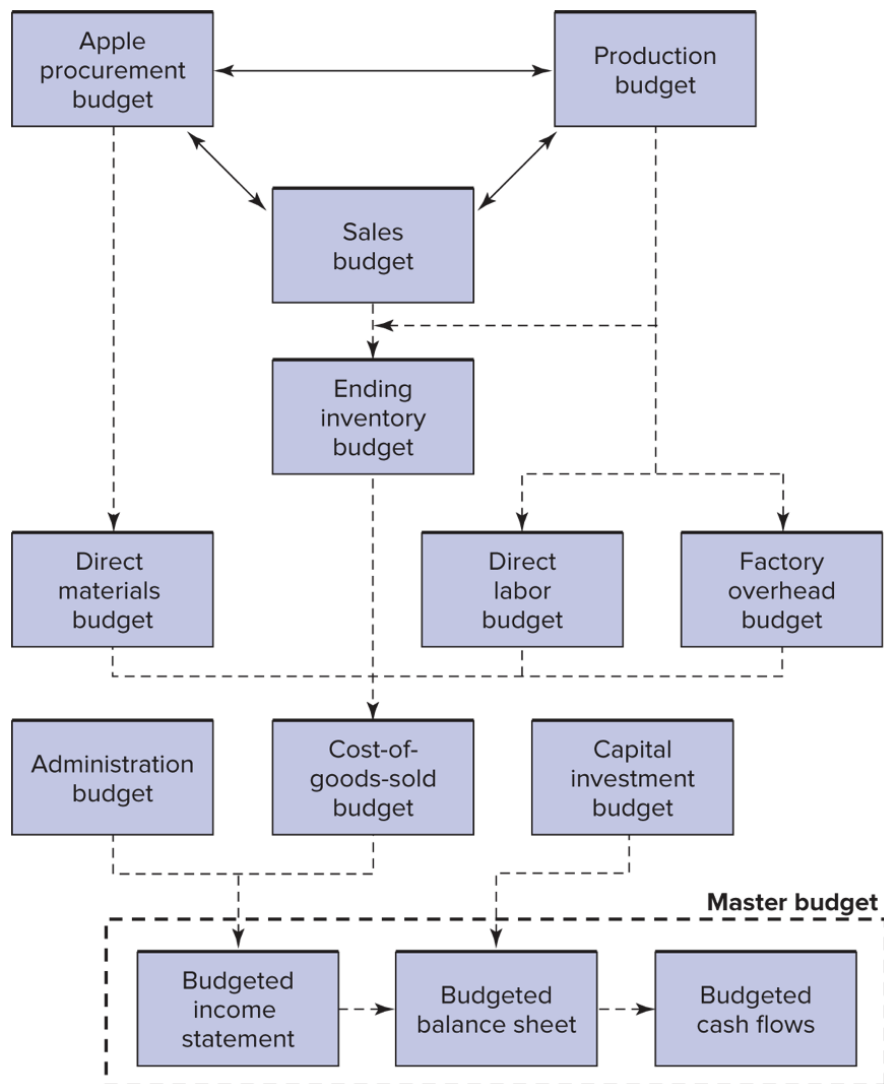 Apple
procurement
budget
Production
budget
Sales
budget
Ending
inventory
budget
Direct
materials
budget
Direct
labor
budget
Factory
overhead
budget
Administration
budget
Cost-of-
goods-sold
budget
Capital
investment
budget
Master budget
Budgeted
income
statement
Budgeted
balance sheet
Budgeted
cash flows